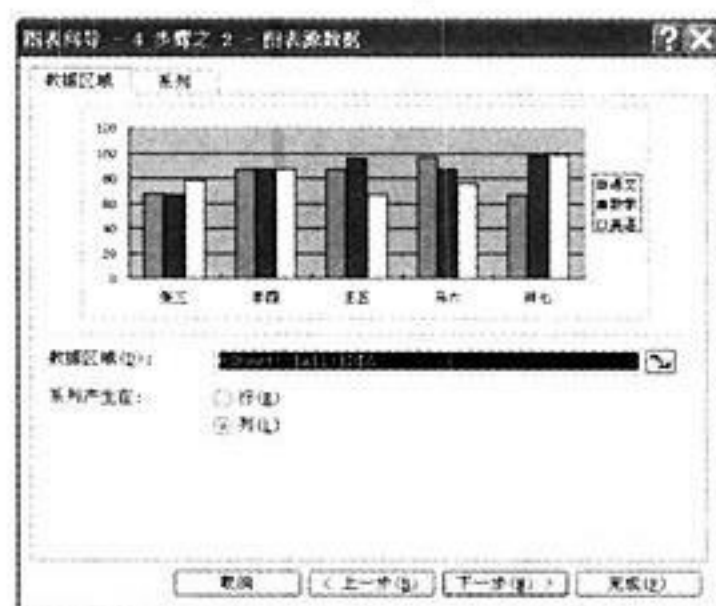 图表向导 - 4 步骤之 2 - 图表源数据
数据区域 系列
120
100
80
60
40
20
0
语文
数学
英语
张三 李四 王五 马六
数据区域(D):
系列产生在: 行(R)
列(L)
取消 < 上一步(B) 下一步(N) > 完成(F)